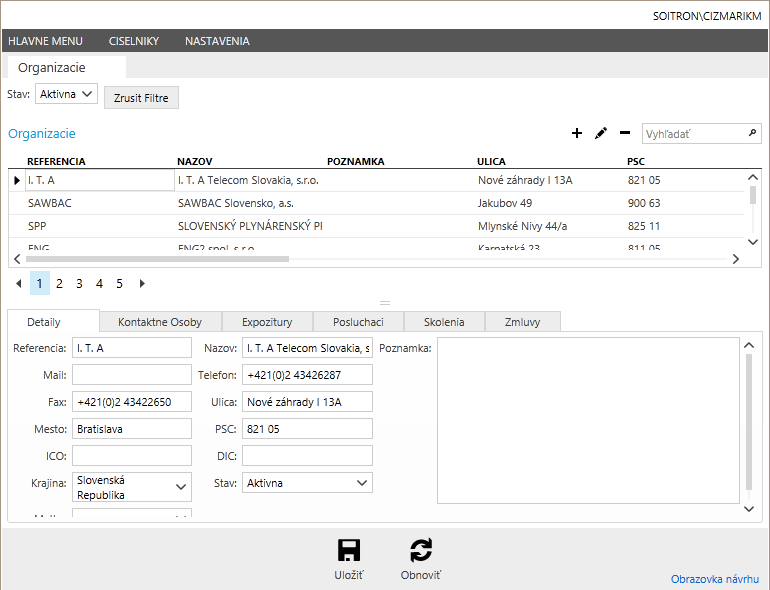 SOITRON\CIZMARIKM
HLAVNE MENU CISELNIKY NASTAVENIA
Organizacie
Stav: Aktivna Zrusit Filtre
Organizacie Vyhľadať
REFERENCIA NAZOV POZNAMKA ULICA PSC
I. T. A I. T. A Telecom Slovakia, s.r.o. Nové záhrady I 13A 821 05
SAWBAC SAWBAC Slovensko, a.s. Jakubov 49 900 63
SPP SLOVENSKÝ PLYNÁRENSKÝ PI Mlynské Nivy 44/a 825 11
ENG ENG2 spol. s r.o. Karpatská 23 811 05
1 2 3 4 5
Detaily Kontaktne Osoby Expozitury Posluchaci Skolenia Zmluvy
Referencia: I. T. A Nazov: I. T. A Telecom Slovakia, s Poznamka:
Mail: Telefon: +421(0)2 43426287
Fax: +421(0)2 43422650 Ulica: Nové záhrady I 13A
Mesto: Bratislava PSC: 821 05
ICO: DIC:
Krajina: Slovenská Republika Stav: Aktivna
Uložiť Obnoviť
Obrazovka návrhu